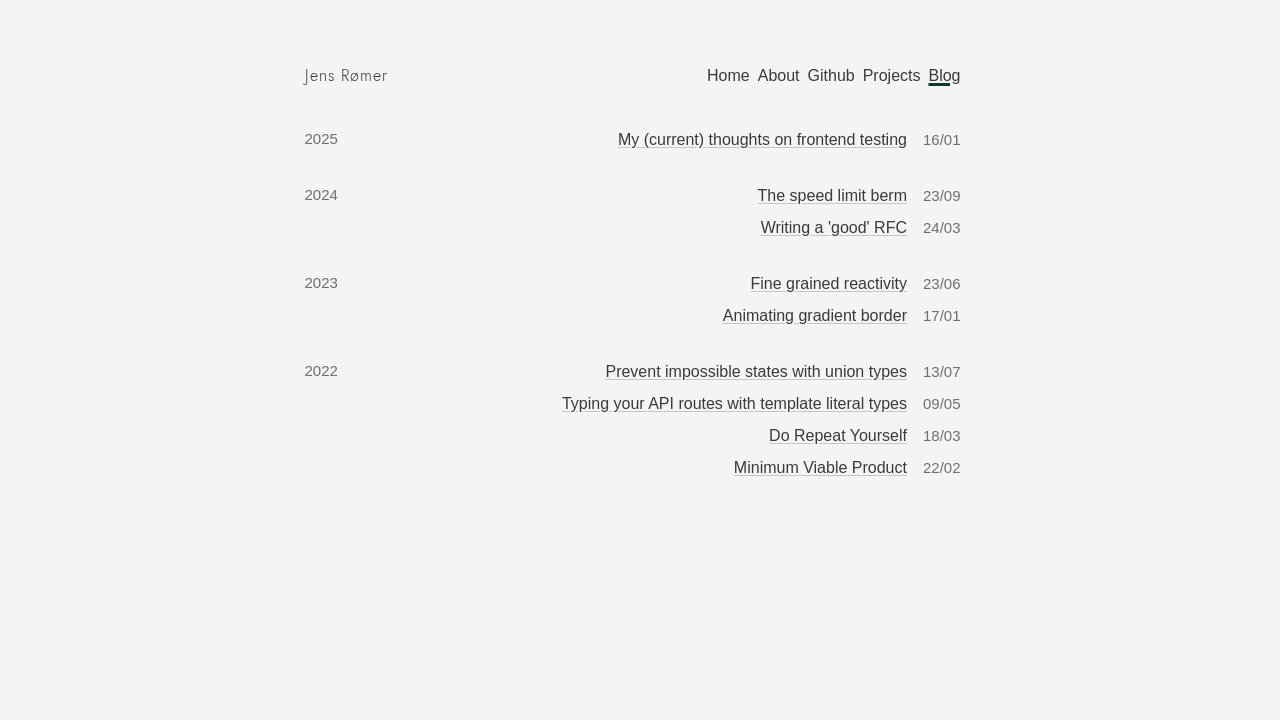 Jens Rømer Home About Github Projects Blog
2025 My (current) thoughts on frontend testing 16/01
2024 The speed limit berm 23/09
Writing a 'good' RFC 24/03
2023 Fine grained reactivity 23/06
Animating gradient border 17/01
2022 Prevent impossible states with union types 13/07
Typing your API routes with template literal types 09/05
Do Repeat Yourself 18/03
Minimum Viable Product 22/02